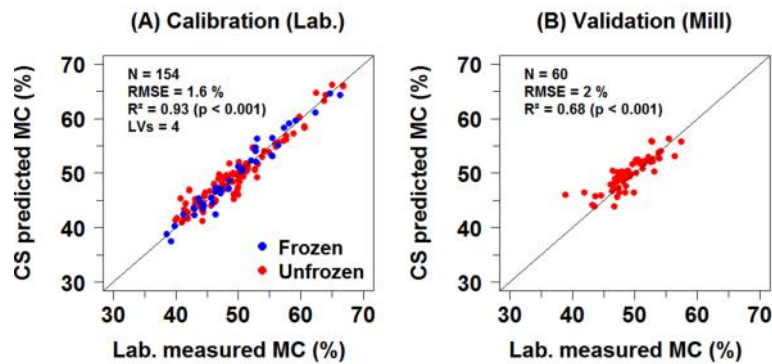 (A) Calibration (Lab.)
N = 154
RMSE = 1.6 %
R² = 0.93 (p < 0.001)
LVs = 4
Frozen
Unfrozen
CS predicted MC (%)
70
60
50
40
30
30 40 50 60 70
Lab. measured MC (%)
(B) Validation (Mill)
N = 60
RMSE = 2 %
R² = 0.68 (p < 0.001)
CS predicted MC (%)
70
60
50
40
30
30 40 50 60 70
Lab. measured MC (%)